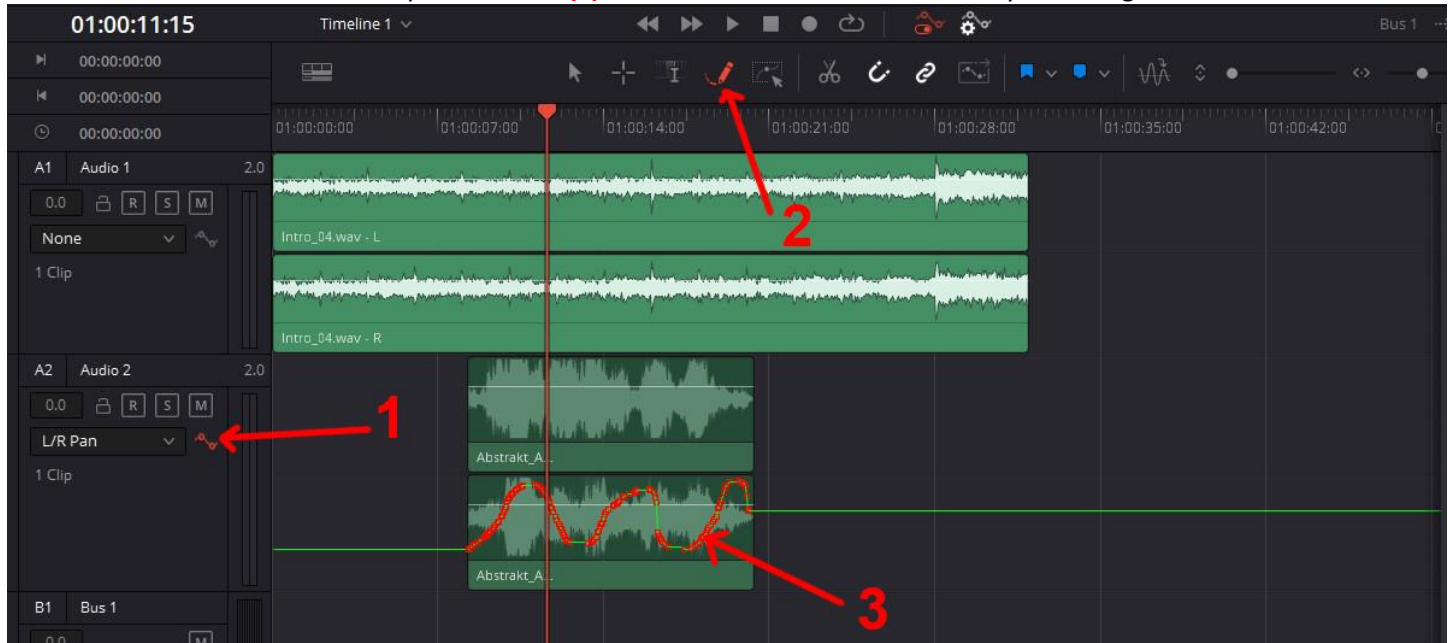 01:00:11:15 Timeline 1 Bus 1
00:00:00:00
00:00:00:00
00:00:00:00
01:00:00:00 01:00:07:00 01:00:14:00 01:00:21:00 01:00:28:00 01:00:35:00 01:00:42:00
2
A1 Audio 1 2.0
0.0 R S M
None
Intro_04.wav - L
1 Clip
Intro_04.wav - R
A2 Audio 2 2.0
0.0 R S M
1
L/R Pan
Abstrakt_A...
1 Clip
Abstrakt_A...
3
B1 Bus 1
0.0 M